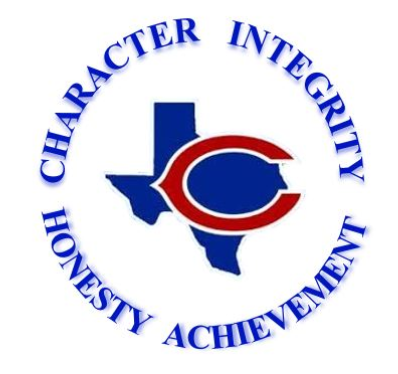 CHARACTER INTEGRITY
HONESTY ACHIEVEMENT
C